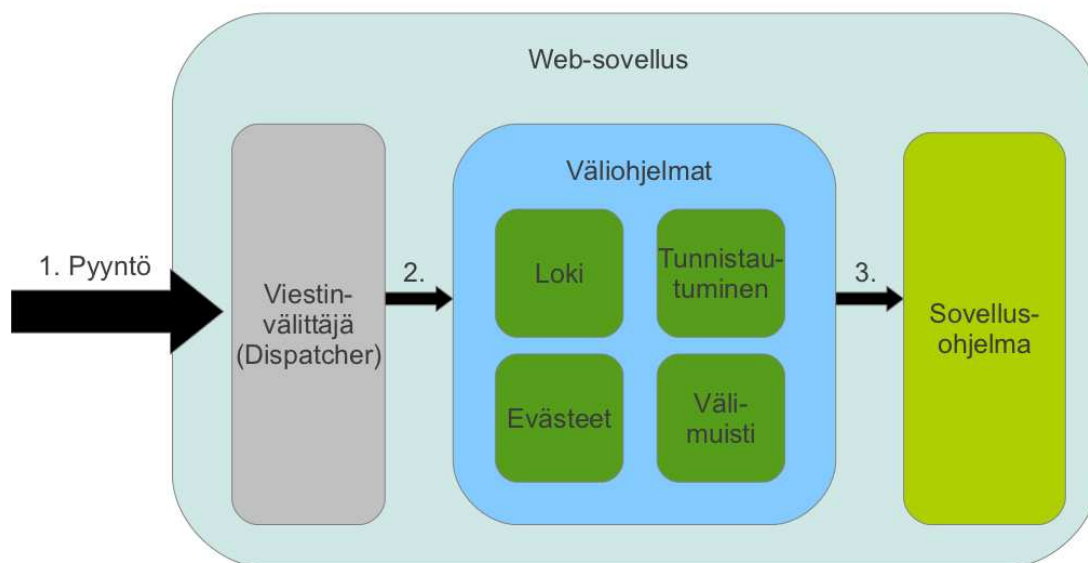 Web-sovellus
1. Pyyntö
Viestin-
välittäjä
(Dispatcher)
2.
Väliohjelmat
Loki
Tunnistau-
tuminen
Evästeet
Väli-
muisti
3.
Sovellus-
ohjelma